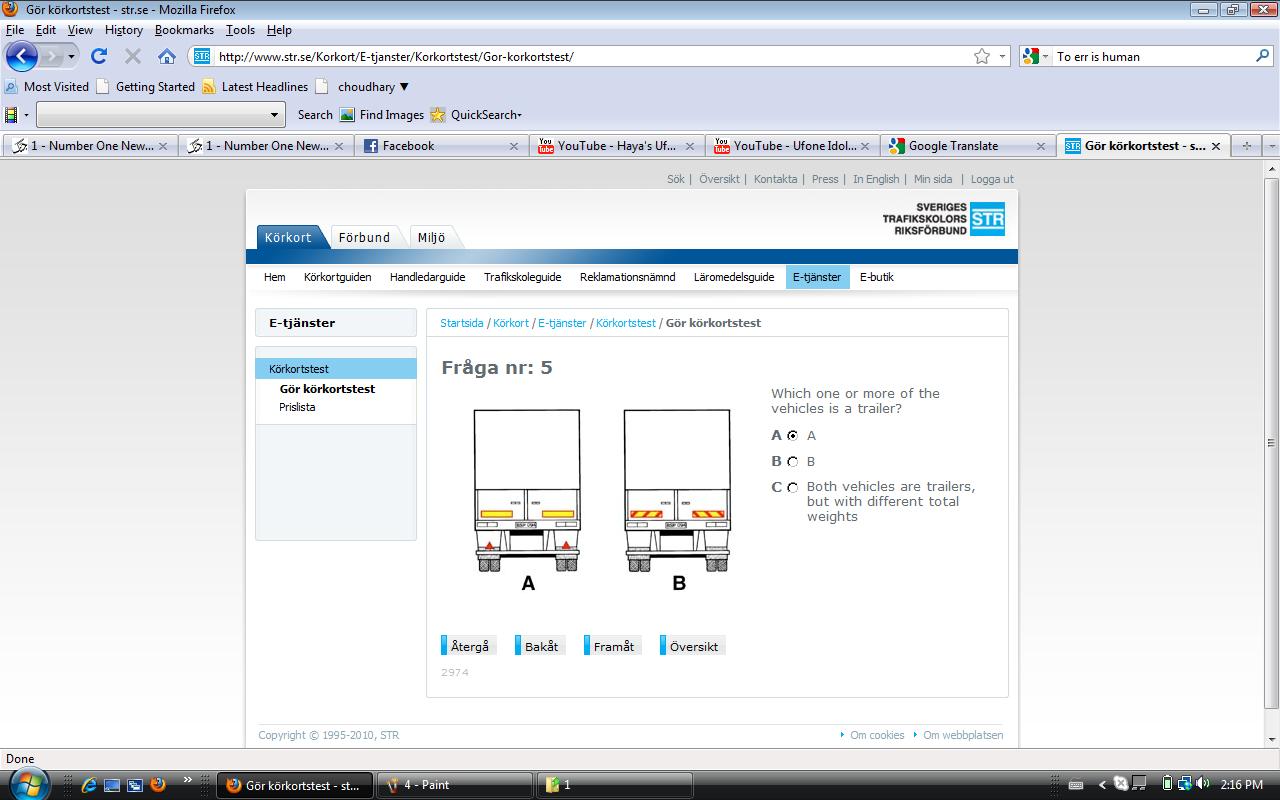 Gör körkortstest - str.se - Mozilla Firefox
File Edit View History Bookmarks Tools Help
STR http://www.str.se/Korkort/E-tjanster/Korkortstest/Gor-korkortstest/ To err is human
Most Visited Getting Started Latest Headlines choudhary
Search Find Images QuickSearch
1 - Number One New... 1 - Number One New... Facebook YouTube - Haya's Uf... YouTube - Ufone Idol... Google Translate Gör körkortstest - s...
Sök | Översikt | Kontakta | Press | In English | Min sida | Logga ut
SVERIGES
TRAFIKSKOLORS STR
RIKSFÖRBUND
Körkort Förbund Miljö
Hem Körkortguiden Handledarguide Trafikskoleguide Reklamationsnämnd Läromedelsguide E-tjänster E-butik
E-tjänster
Startsida / Körkort / E-tjänster / Körkortstest / Gör körkortstest
Körkortstest
Gör körkortstest
Prislista
Fråga nr: 5
Which one or more of the
vehicles is a trailer?
A A
B B
C Both vehicles are trailers,
but with different total
weights
A B
Återgå Bakåt Framåt Översikt
2974
Copyright © 1995-2010, STR Om cookies Om webbplatsen
Done
Gör körkortstest - st... 4 - Paint 1 2:16 PM